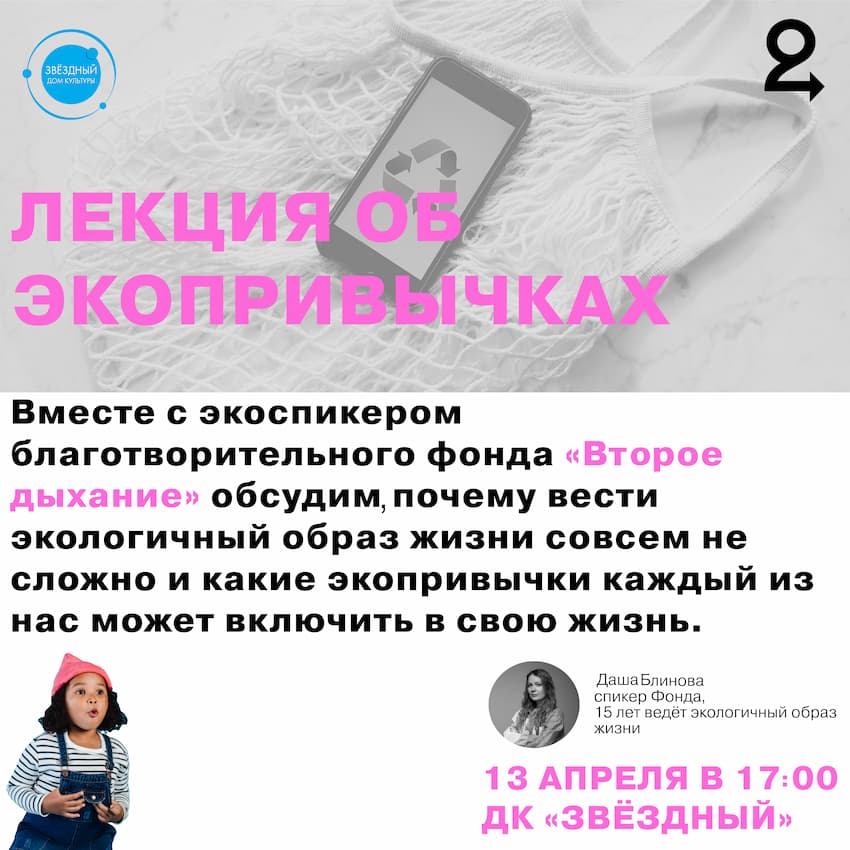 ЗВЁЗДНЫЙ
ДОМ КУЛЬТУРЫ
2
ЛЕКЦИЯ ОБ
ЭКОПРИВЫЧКАХ
Вместе с экоспикером
благотворительного фонда «Второе
дыхание» обсудим, почему вести
экологичный образ жизни совсем не
сложно и какие экопривычки каждый из
нас может включить в свою жизнь.
Даша Блинова
спикер Фонда,
15 лет ведёт экологичный образ
жизни
13 АПРЕЛЯ В 17:00
ДК «ЗВЁЗДНЫЙ»